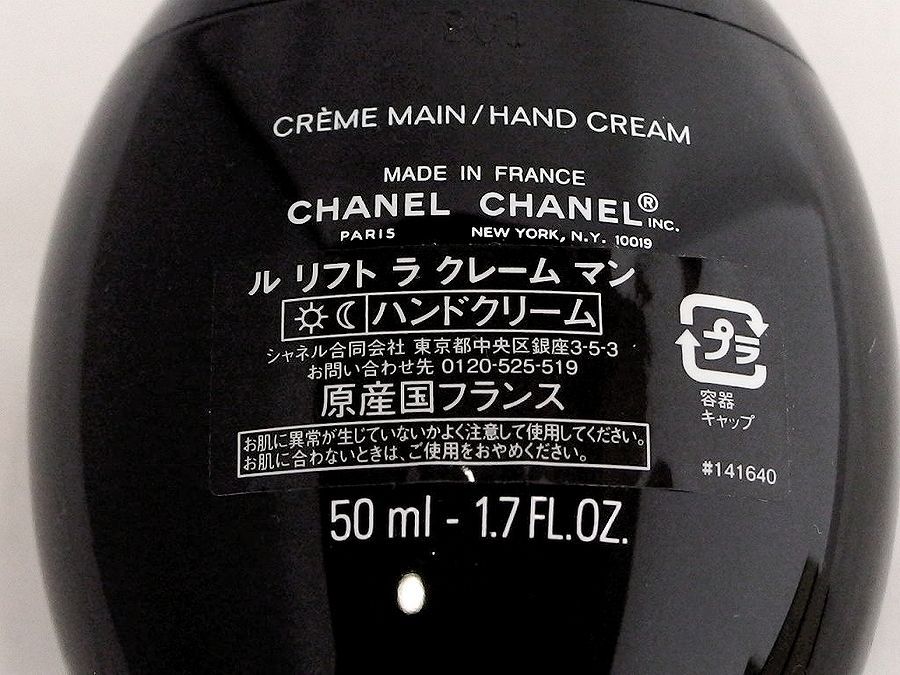 CRÈME MAIN / HAND CREAM
MADE IN FRANCE
CHANEL CHANEL® INC.
PARIS NEW YORK, N.Y. 10019
ル リフト ラ クレーム マン
ハンドクリーム
シャネル合同会社 東京都中央区銀座3-5-3
お問い合わせ先 0120-525-519
原産国フランス
お肌に異常が生じていないかよく注意して使用してください。
お肌に合わないときは、ご使用をおやめください。
プラ
容器
キャップ
#141640
50 ml - 1.7 FL.OZ.